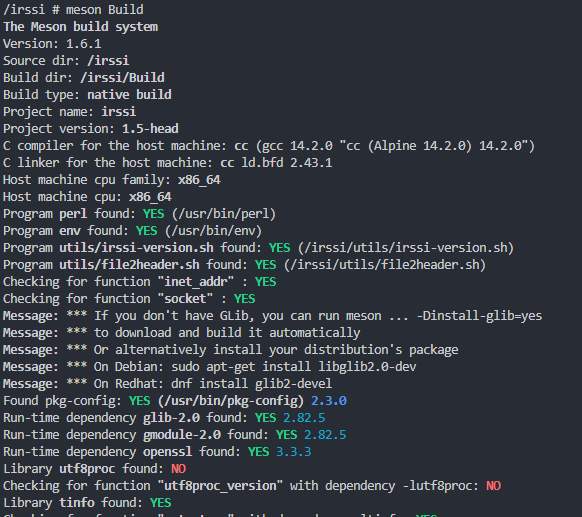 /irssi # meson Build
The Meson build system
Version: 1.6.1
Source dir: /irssi
Build dir: /irssi/Build
Build type: native build
Project name: irssi
Project version: 1.5-head
C compiler for the host machine: cc (gcc 14.2.0 "cc (Alpine 14.2.0) 14.2.0")
C linker for the host machine: cc ld.bfd 2.43.1
Host machine cpu family: x86_64
Host machine cpu: x86_64
Program perl found: YES (/usr/bin/perl)
Program env found: YES (/usr/bin/env)
Program utils/irssi-version.sh found: YES (/irssi/utils/irssi-version.sh)
Program utils/file2header.sh found: YES (/irssi/utils/file2header.sh)
Checking for function "inet_addr" : YES
Checking for function "socket" : YES
Message: *** If you don't have GLib, you can run meson ... -Dinstall-glib=yes
Message: *** to download and build it automatically
Message: *** Or alternatively install your distribution's package
Message: *** On Debian: sudo apt-get install libglib2.0-dev
Message: *** On Redhat: dnf install glib2-devel
Found pkg-config: YES (/usr/bin/pkg-config) 2.3.0
Run-time dependency glib-2.0 found: YES 2.82.5
Run-time dependency gmodule-2.0 found: YES 2.82.5
Run-time dependency openssl found: YES 3.3.3
Library utf8proc found: NO
Checking for function "utf8proc_version" with dependency -lutf8proc: NO
Library tinfo found: YES